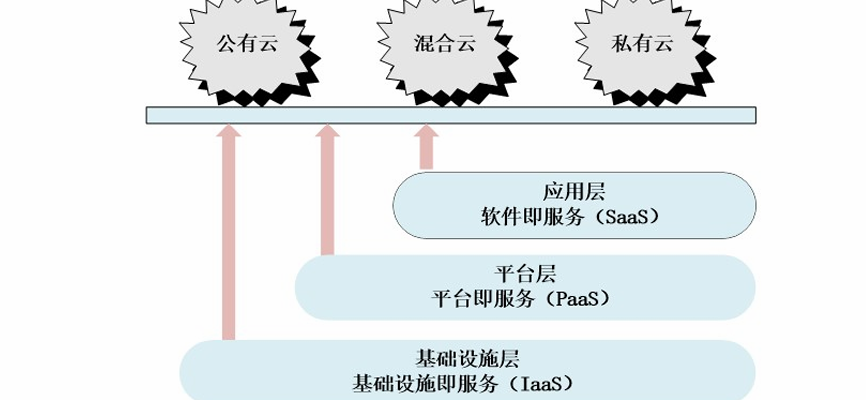 公有云
混合云
私有云
应用层
软件即服务（SaaS）
平台层
平台即服务（PaaS）
基础设施层
基础设施即服务（IaaS）